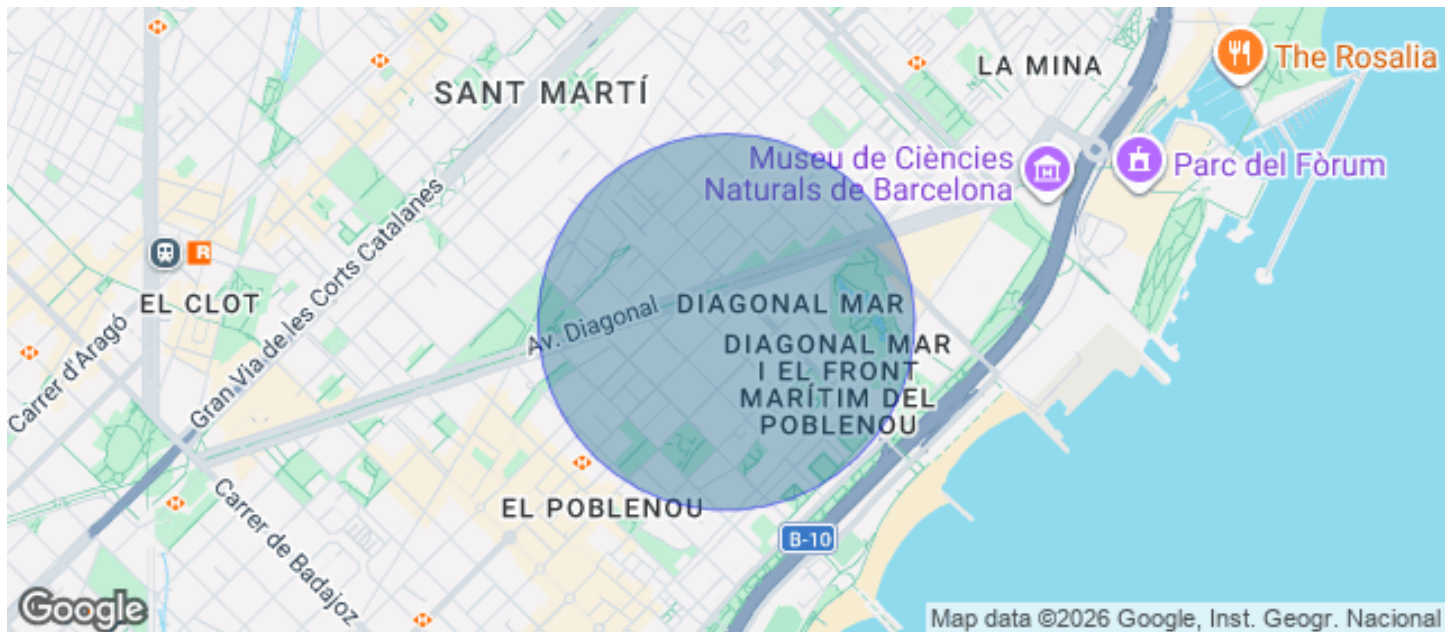 The Rosalia
LA MINA
SANT MARTÍ
Museu de Ciències
Naturals de Barcelona
Parc del Fòrum
Gran Via de les Corts Catalanes
R
EL CLOT
Av. Diagonal
DIAGONAL MAR
DIAGONAL MAR
I EL FRONT
MARÍTIM DEL
POBLENOU
Carrer d'Aragó
EL POBLENOU
Carrer de Badajoz
B-10
Google
Map data ©2026 Google, Inst. Geogr. Nacional